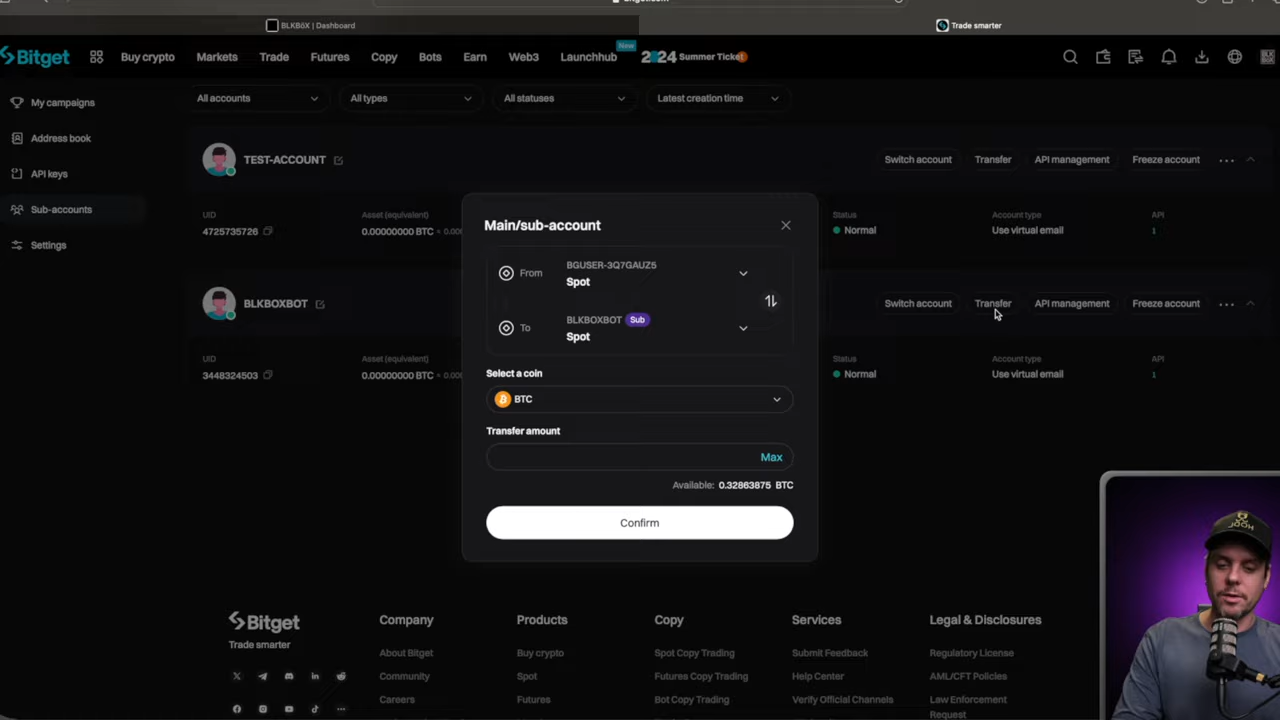 BLKBöX | Dashboard
Trade smarter
Bitget
Buy crypto
Markets
Trade
Futures
Copy
Bots
Earn
Web3
Launchhub
New
2024 Summer Ticket
My campaigns
Address book
API keys
Sub-accounts
Settings
All accounts
All types
All statuses
Latest creation time
TEST-ACCOUNT
Switch account
Transfer
API management
Freeze account
UID
4725735726
Asset (equivalent)
0.00000000 BTC
Status
Normal
Account type
Use virtual email
API
1
BLKBOXBOT
Switch account
Transfer
API management
Freeze account
UID
3448324503
Asset (equivalent)
0.00000000 BTC
Status
Normal
Account type
Use virtual email
API
1
Main/sub-account
From
BGUSER-3Q7GAUZ5
Spot
To
BLKBOXBOT Sub
Spot
Select a coin
BTC
Transfer amount
Max
Available: 0.32863875 BTC
Confirm
Bitget
Trade smarter
Company
About Bitget
Community
Careers
Products
Buy crypto
Spot
Futures
Copy
Spot Copy Trading
Futures Copy Trading
Bot Copy Trading
Services
Submit Feedback
Help Center
Verify Official Channels
Legal & Disclosures
Regulatory License
AML/CFT Policies
Law Enforcement
Request